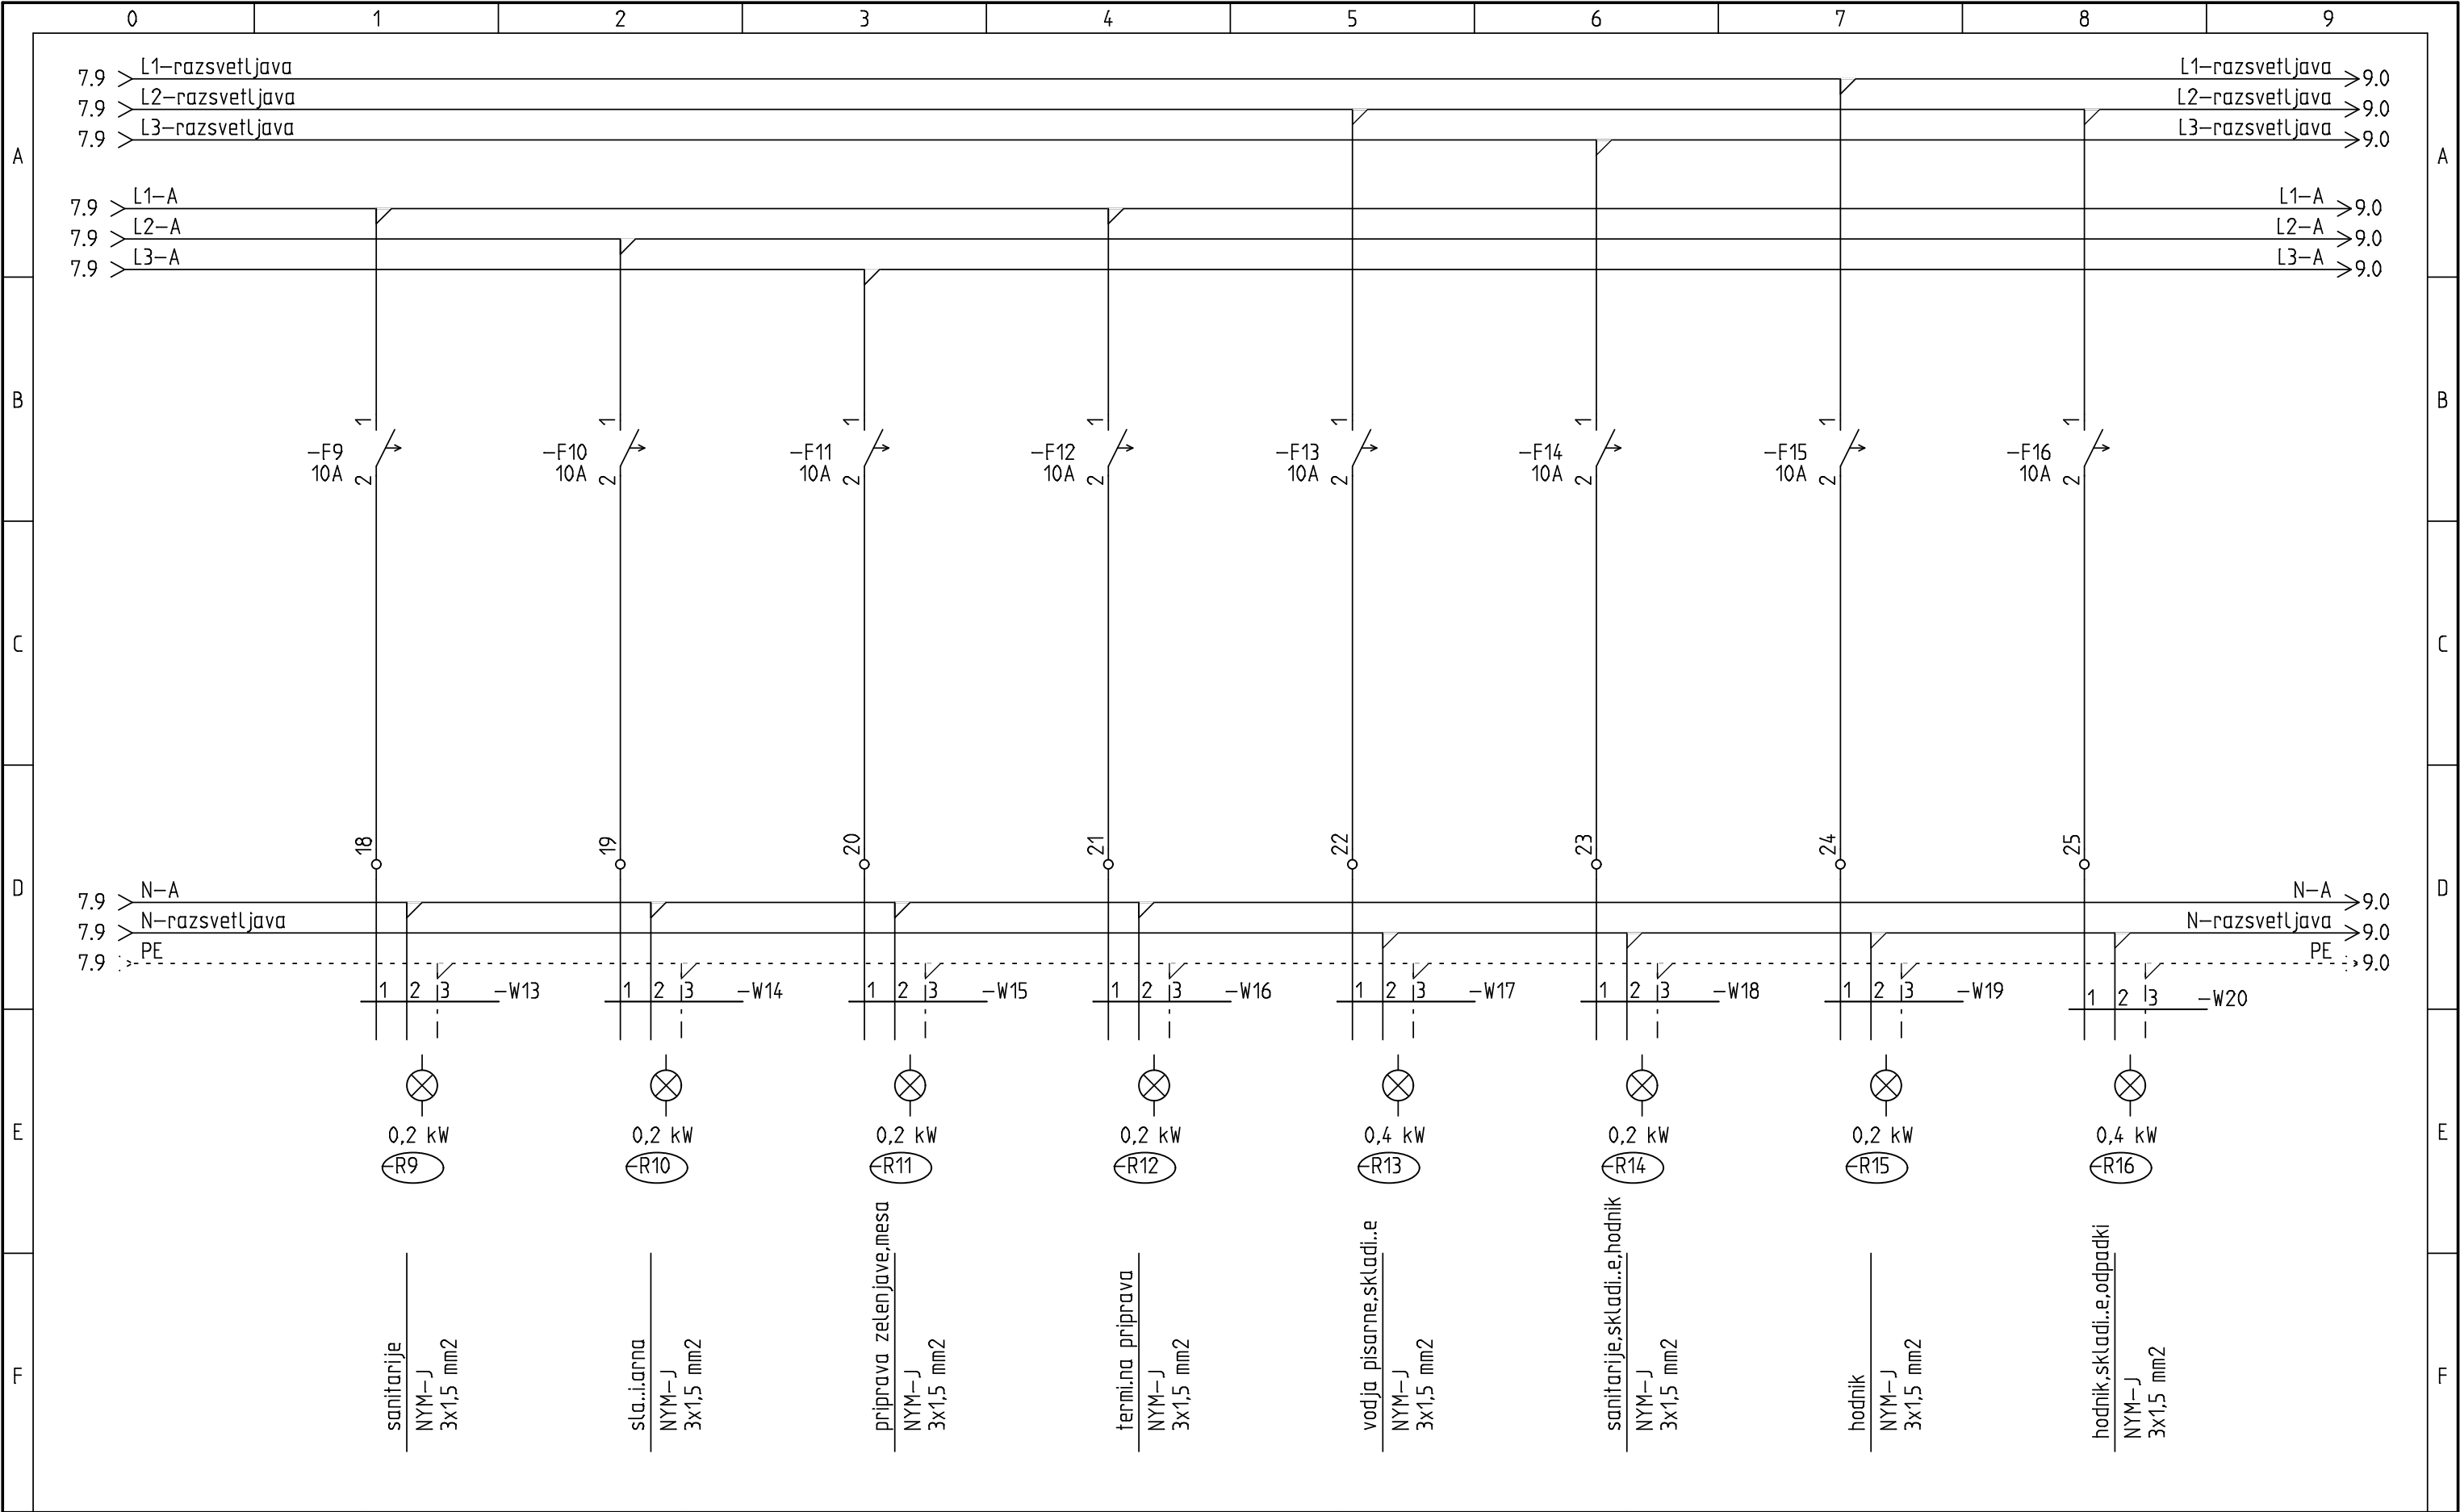 0 1 2 3 4 5 6 7 8 9
7.9 L1-razsvetljava L1-razsvetljava 9.0
7.9 L2-razsvetljava L2-razsvetljava 9.0
7.9 L3-razsvetljava L3-razsvetljava 9.0
A A
7.9 L1-A L1-A 9.0
7.9 L2-A L2-A 9.0
7.9 L3-A L3-A 9.0
B B
1 1 1 1 1 1 1 1
-F9 -F10 -F11 -F12 -F13 -F14 -F15 -F16
10A 10A 10A 10A 10A 10A 10A 10A
2 2 2 2 2 2 2 2
C C
18 19 20 21 22 23 24 25
D D
7.9 N-A N-A 9.0
7.9 N-razsvetljava N-razsvetljava 9.0
7.9 PE PE 9.0
1 2 3 -W13 1 2 3 -W14 1 2 3 -W15 1 2 3 -W16 1 2 3 -W17 1 2 3 -W18 1 2 3 -W19 1 2 3 -W20
E E
0,2 kW 0,2 kW 0,2 kW 0,2 kW 0,4 kW 0,2 kW 0,2 kW 0,4 kW
-R9 -R10 -R11 -R12 -R13 -R14 -R15 -R16
F F
sanitarije
NYM-J
3x1,5 mm2
sla..i.arna
NYM-J
3x1,5 mm2
priprava zelenjave,mesa
NYM-J
3x1,5 mm2
termi.na priprava
NYM-J
3x1,5 mm2
vodja pisarne,skladi..e
NYM-J
3x1,5 mm2
sanitarije,skladi..e,hodnik
NYM-J
3x1,5 mm2
hodnik
NYM-J
3x1,5 mm2
hodnik,skladi..e,odpadki
NYM-J
3x1,5 mm2